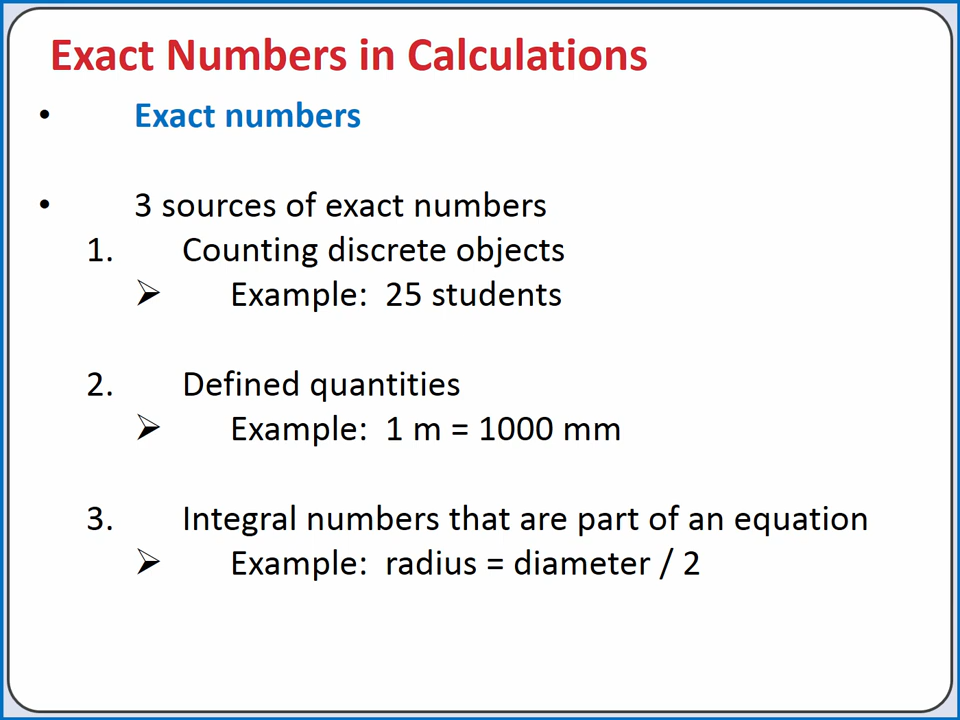 Exact Numbers in Calculations
• Exact numbers
• 3 sources of exact numbers
1. Counting discrete objects
➢ Example: 25 students
2. Defined quantities
➢ Example: 1 m = 1000 mm
3. Integral numbers that are part of an equation
➢ Example: radius = diameter / 2